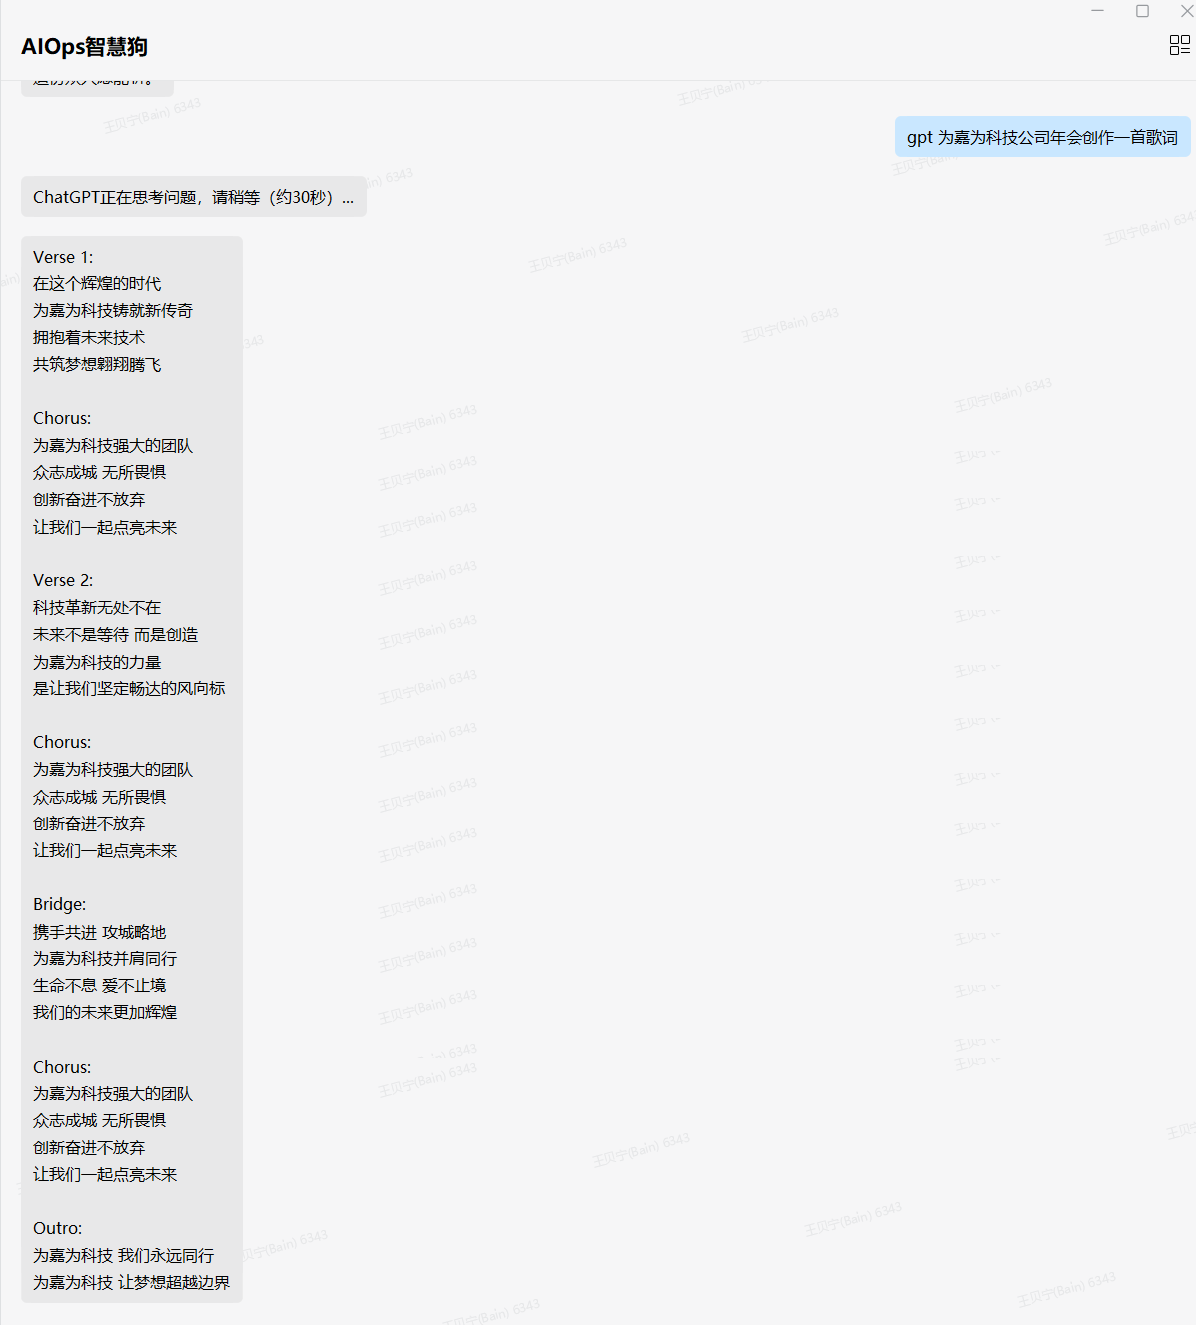 AIOps智慧狗
gpt 为嘉为科技公司年会创作一首歌词
ChatGPT正在思考问题，请稍等（约30秒）...
Verse 1:
在这个辉煌的时代
为嘉为科技铸就新传奇
拥抱着未来技术
共筑梦想翱翔腾飞
Chorus:
为嘉为科技强大的团队
众志成城 无所畏惧
创新奋进不放弃
让我们一起点亮未来
Verse 2:
科技革新无处不在
未来不是等待 而是创造
为嘉为科技的力量
是让我们坚定畅达的风向标
Chorus:
为嘉为科技强大的团队
众志成城 无所畏惧
创新奋进不放弃
让我们一起点亮未来
Bridge:
携手共进 攻城略地
为嘉为科技并肩同行
生命不息 爱不止境
我们的未来更加辉煌
Chorus:
为嘉为科技强大的团队
众志成城 无所畏惧
创新奋进不放弃
让我们一起点亮未来
Outro:
为嘉为科技 我们永远同行
为嘉为科技 让梦想超越边界
王贝宁(Bain) 6343